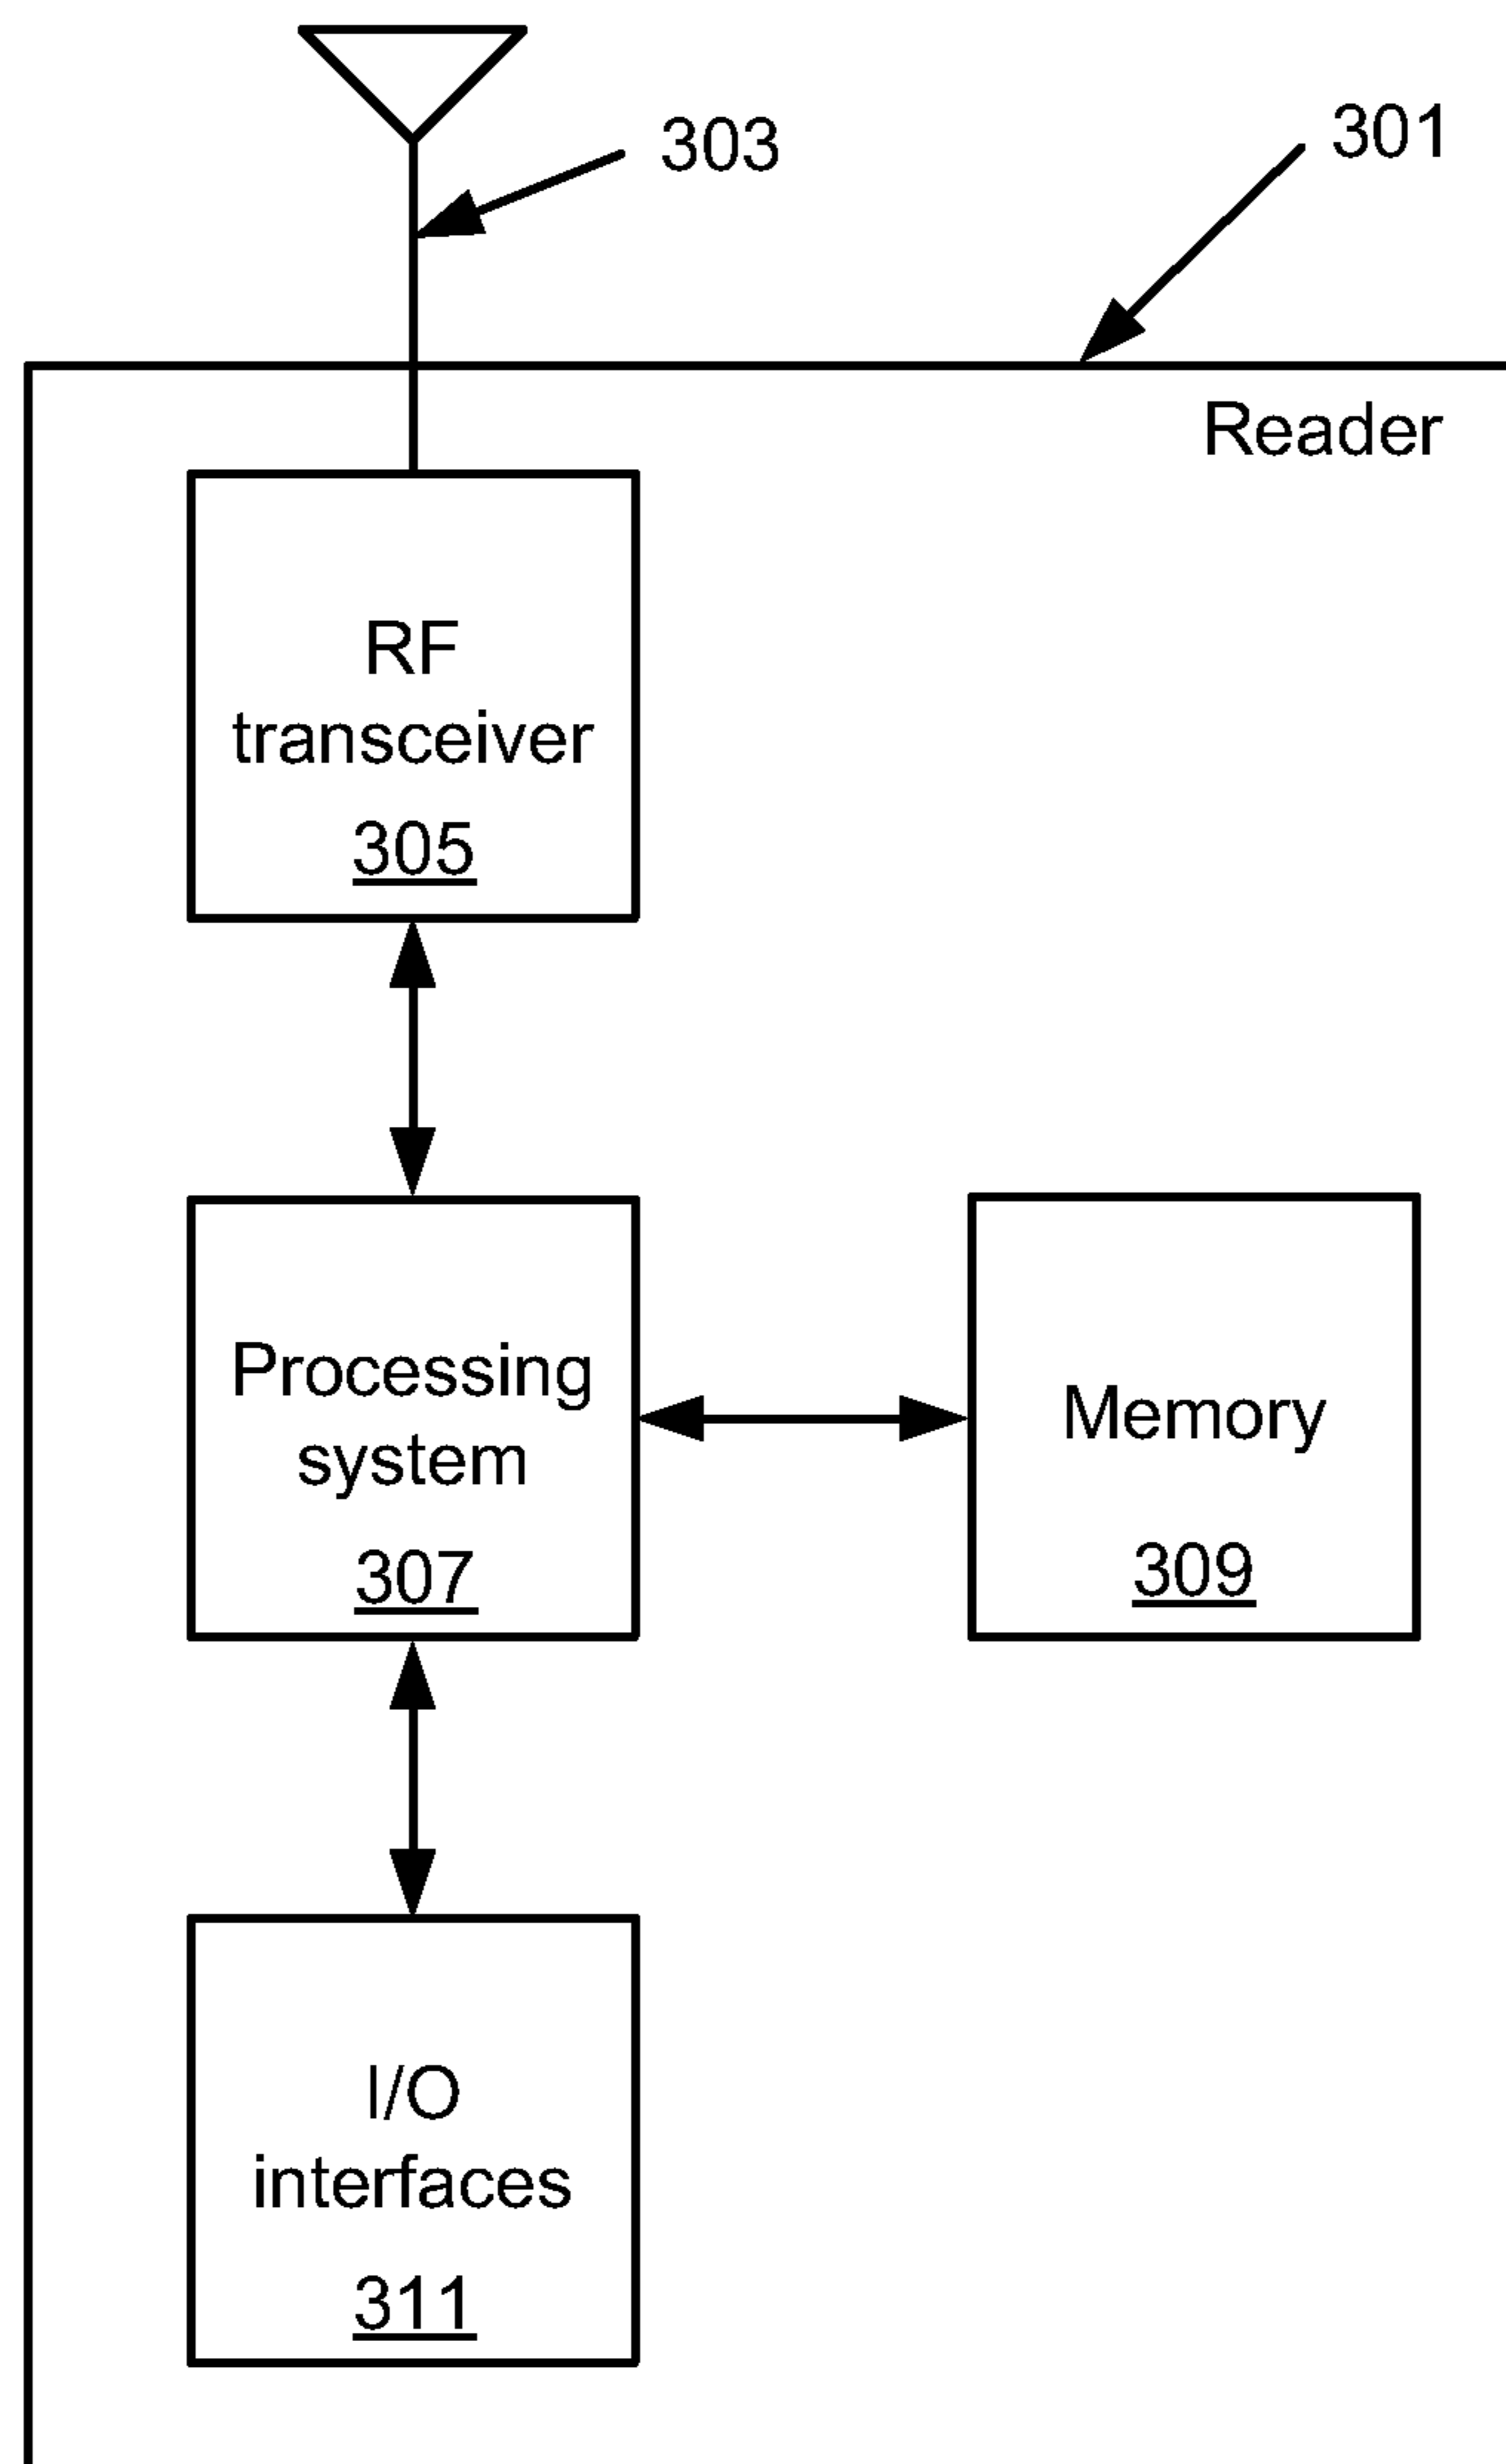 303
301
Reader
RF
transceiver
305
Processing
system
307
Memory
309
I/O
interfaces
311